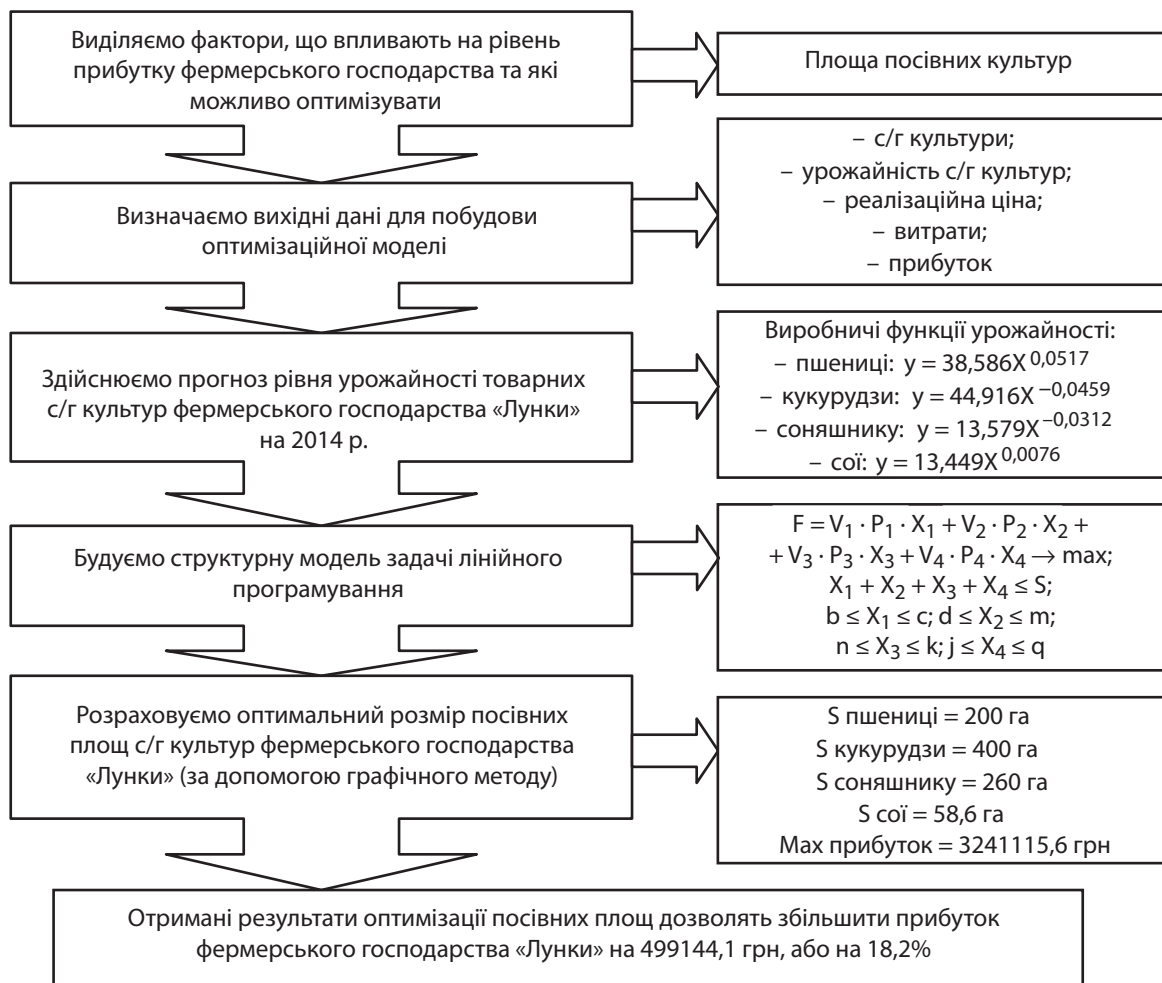 Виділяємо фактори, що впливають на рівень
прибутку фермерського господарства та які
можливо оптимізувати
Площа посівних культур
Визначаємо вихідні дані для побудови
оптимізаційної моделі
– с/г культури;
– урожайність с/г культур;
– реалізаційна ціна;
– витрати;
– прибуток
Здійснюємо прогноз рівня урожайності товарних
с/г культур фермерського господарства «Лунки»
на 2014 р.
Виробничі функції урожайності:
– пшениці: y = 38,586X^0,0517
– кукурудзи: y = 44,916X^–0,0459
– соняшнику: y = 13,579X^–0,0312
– сої: y = 13,449X^0,0076
Будуємо структурну модель задачі лінійного
програмування
F = V₁ · P₁ · X₁ + V₂ · P₂ · X₂ +
+ V₃ · P₃ · X₃ + V₄ · P₄ · X₄ → max;
X₁ + X₂ + X₃ + X₄ ≤ S;
b ≤ X₁ ≤ c; d ≤ X₂ ≤ m;
n ≤ X₃ ≤ k; j ≤ X₄ ≤ q
Розраховуємо оптимальний розмір посівних
площ с/г культур фермерського господарства
«Лунки» (за допомогою графічного методу)
S пшениці = 200 га
S кукурудзи = 400 га
S соняшнику = 260 га
S сої = 58,6 га
Max прибуток = 3241115,6 грн
Отримані результати оптимізації посівних площ дозволять збільшити прибуток
фермерського господарства «Лунки» на 499144,1 грн, або на 18,2%